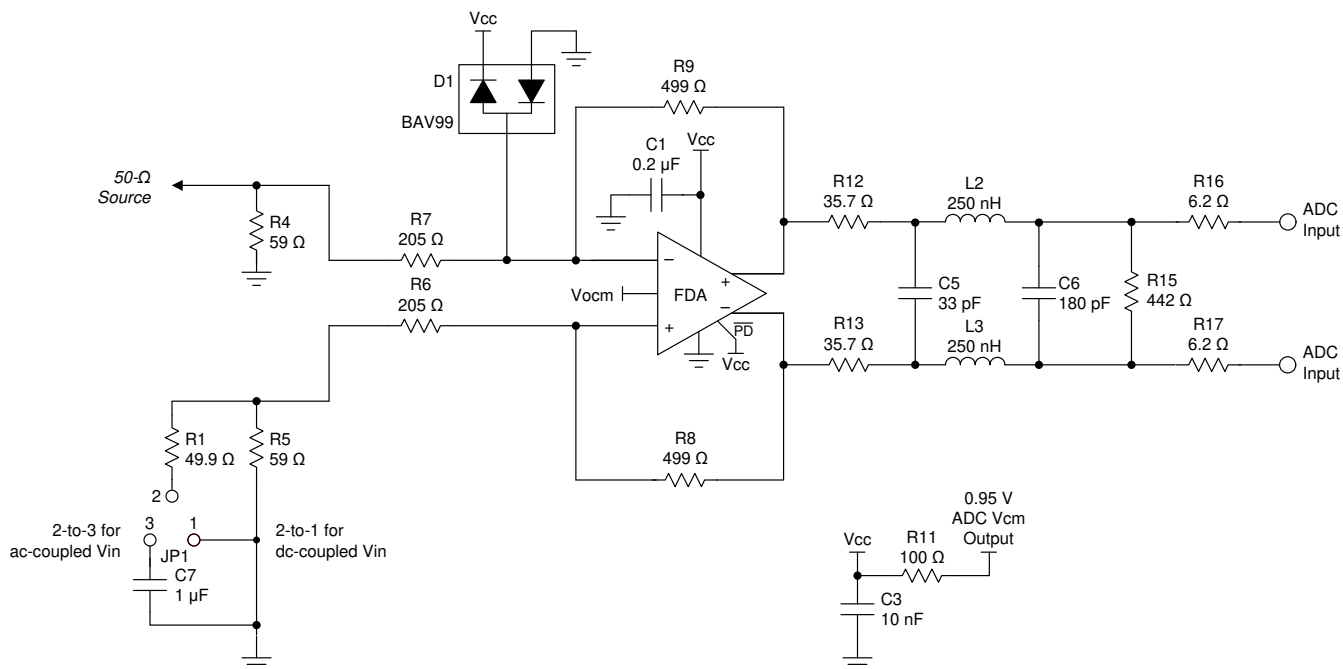 Vcc
D1
BAV99
R9
499 Ω
C1
0.2 µF
Vcc
50-Ω
Source
R4
59 Ω
R7
205 Ω
R6
205 Ω
Vocm
FDA
−
+
+
−
PD
Vcc
R12
35.7 Ω
L2
250 nH
R16
6.2 Ω
ADC
Input
C5
33 pF
C6
180 pF
R15
442 Ω
R13
35.7 Ω
L3
250 nH
R17
6.2 Ω
ADC
Input
R8
499 Ω
R1
49.9 Ω
R5
59 Ω
2
3
1
2-to-3 for
ac-coupled Vin
JP1
2-to-1 for
dc-coupled Vin
C7
1 µF
0.95 V
ADC Vcm
Output
Vcc
R11
100 Ω
C3
10 nF